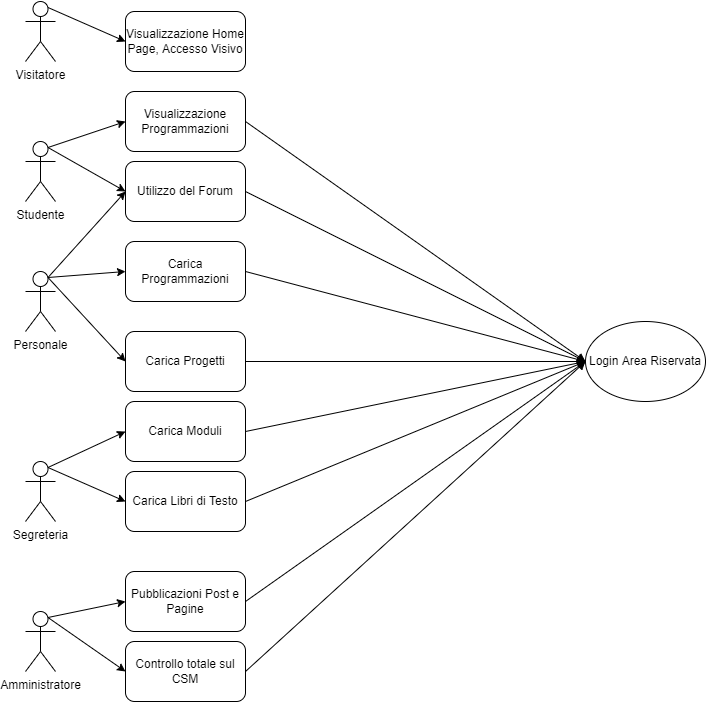 Visualizzazione Home
Page, Accesso Visivo
Visitatore
Visualizzazione
Programmazioni
Utilizzo del Forum
Studente
Carica
Programmazioni
Personale
Carica Progetti
Login Area Riservata
Carica Moduli
Carica Libri di Testo
Segreteria
Pubblicazioni Post e
Pagine
Controllo totale sul
CSM
Amministratore